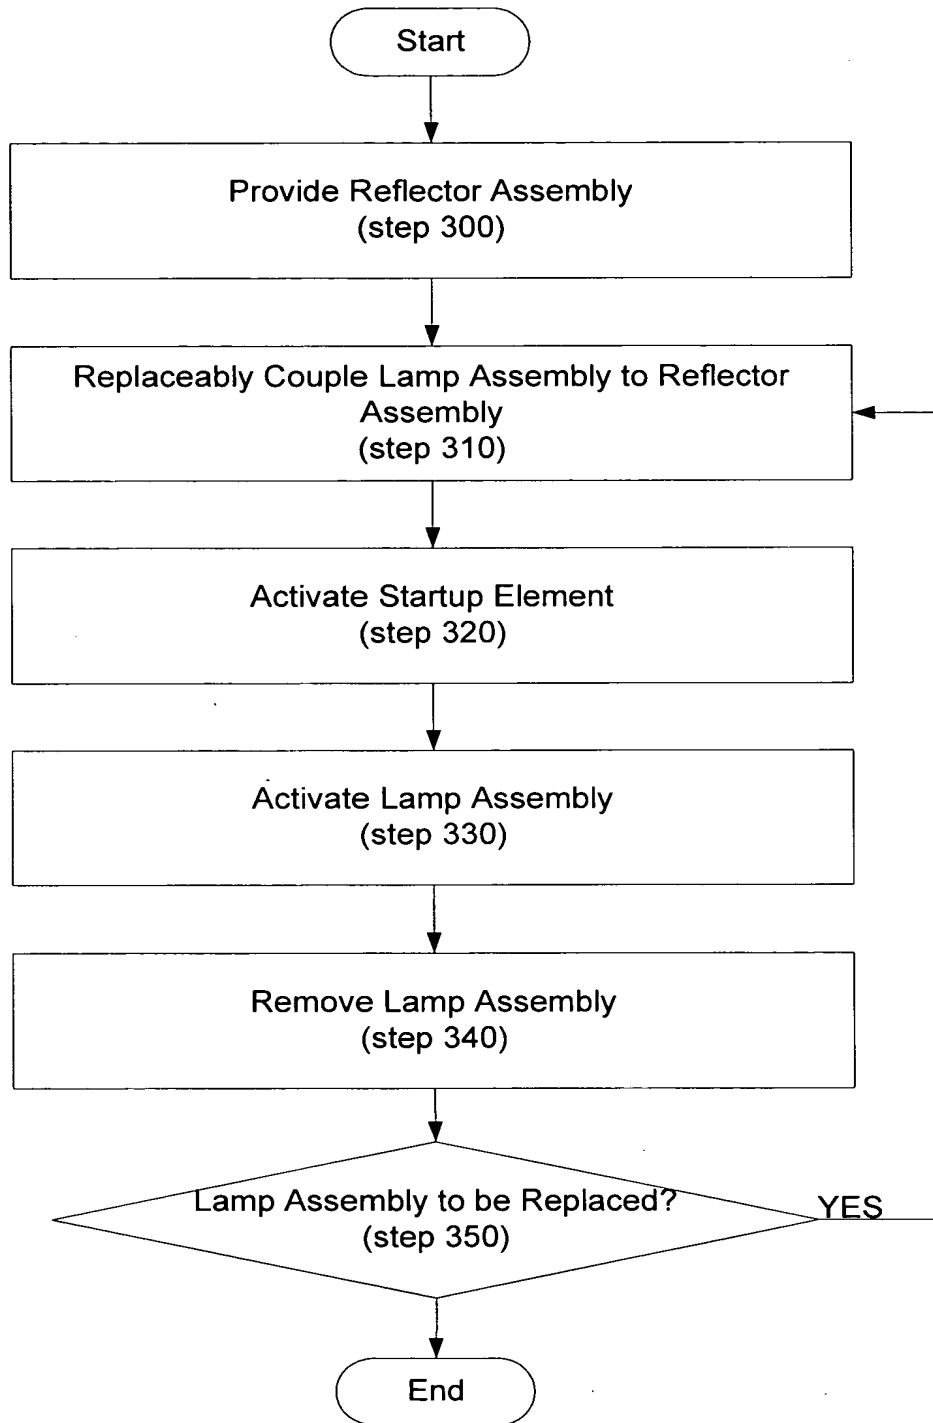 Start
Provide Reflector Assembly
(step 300)
Replaceably Couple Lamp Assembly to Reflector
Assembly
(step 310)
Activate Startup Element
(step 320)
Activate Lamp Assembly
(step 330)
Remove Lamp Assembly
(step 340)
Lamp Assembly to be Replaced?
(step 350)
YES
End